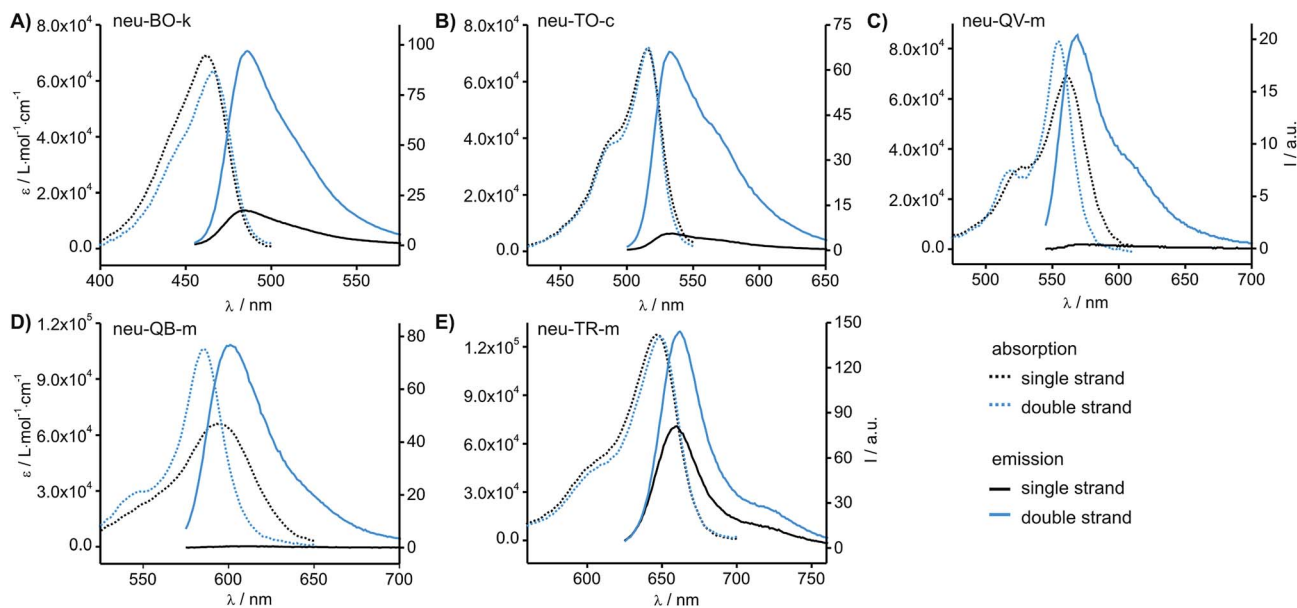 A) neu-BO-k
8.0x10⁴
6.0x10⁴
4.0x10⁴
2.0x10⁴
0.0
ε / L·mol⁻¹·cm⁻¹
100
75
50
25
0
400 450 500 550
λ / nm
B) neu-TO-c
8.0x10⁴
6.0x10⁴
4.0x10⁴
2.0x10⁴
0.0
75
60
45
30
15
0
450 500 550 600 650
λ / nm
C) neu-QV-m
8.0x10⁴
6.0x10⁴
4.0x10⁴
2.0x10⁴
0.0
20
15
10
5
0
I / a.u.
500 550 600 650 700
λ / nm
D) neu-QB-m
1.2x10⁵
9.0x10⁴
6.0x10⁴
3.0x10⁴
0.0
ε / L·mol⁻¹·cm⁻¹
80
60
40
20
0
550 600 650 700
λ / nm
E) neu-TR-m
1.2x10⁵
9.0x10⁴
6.0x10⁴
3.0x10⁴
0.0
150
120
90
60
30
0
I / a.u.
600 650 700 750
λ / nm
absorption
single strand
double strand
emission
single strand
double strand